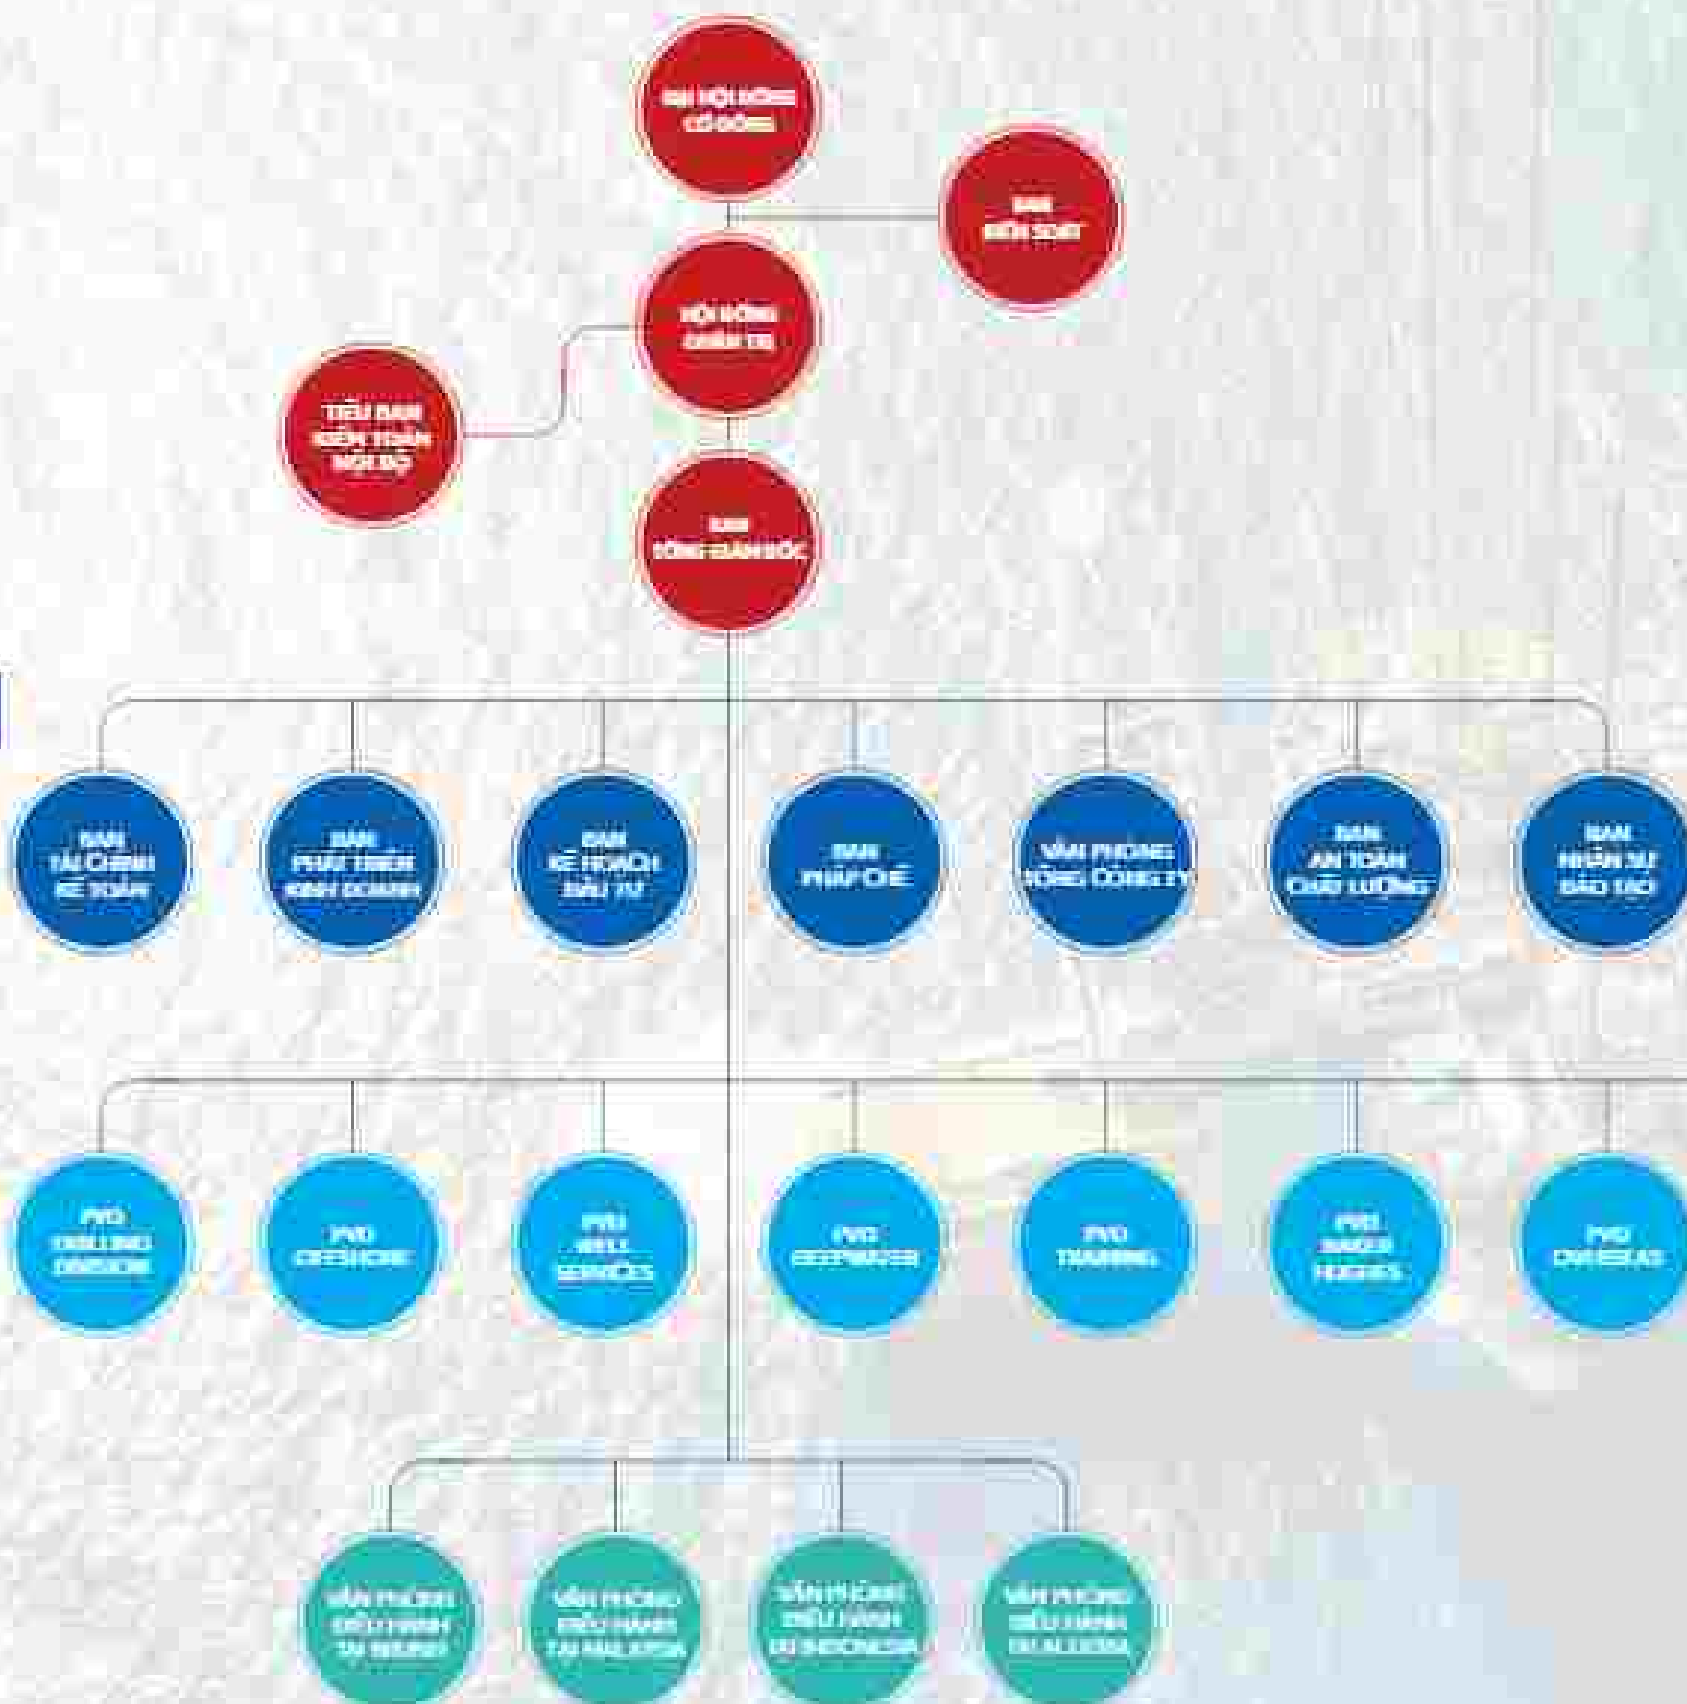 ĐẠI HỘI ĐỒNG
CỔ ĐÔNG
BAN
KIỂM SOÁT
HỘI ĐỒNG
QUẢN TRỊ
TIỂU BAN
KIỂM TOÁN
NỘI BỘ
BAN
TỔNG GIÁM ĐỐC
BAN
TÀI CHÍNH
KẾ TOÁN
BAN
PHÁT TRIỂN
KINH DOANH
BAN
KẾ HOẠCH
ĐẦU TƯ
BAN
PHÁP CHẾ
VĂN PHÒNG
TỔNG CÔNG TY
BAN
AN TOÀN
CHẤT LƯỢNG
BAN
NHÂN SỰ
ĐÀO TẠO
PVD
DRILLING
DIVISION
PVD
OFFSHORE
PVD
WELL
SERVICES
PVD
DEEPWATER
PVD
TRAINING
PVD
BAKER
HUGHES
PVD
OVERSEAS
VĂN PHÒNG
ĐIỀU HÀNH
TẠI BRUNEI
VĂN PHÒNG
ĐIỀU HÀNH
TẠI MALAYSIA
VĂN PHÒNG
ĐIỀU HÀNH
TẠI INDONESIA
VĂN PHÒNG
ĐIỀU HÀNH
TẠI ALGERIA